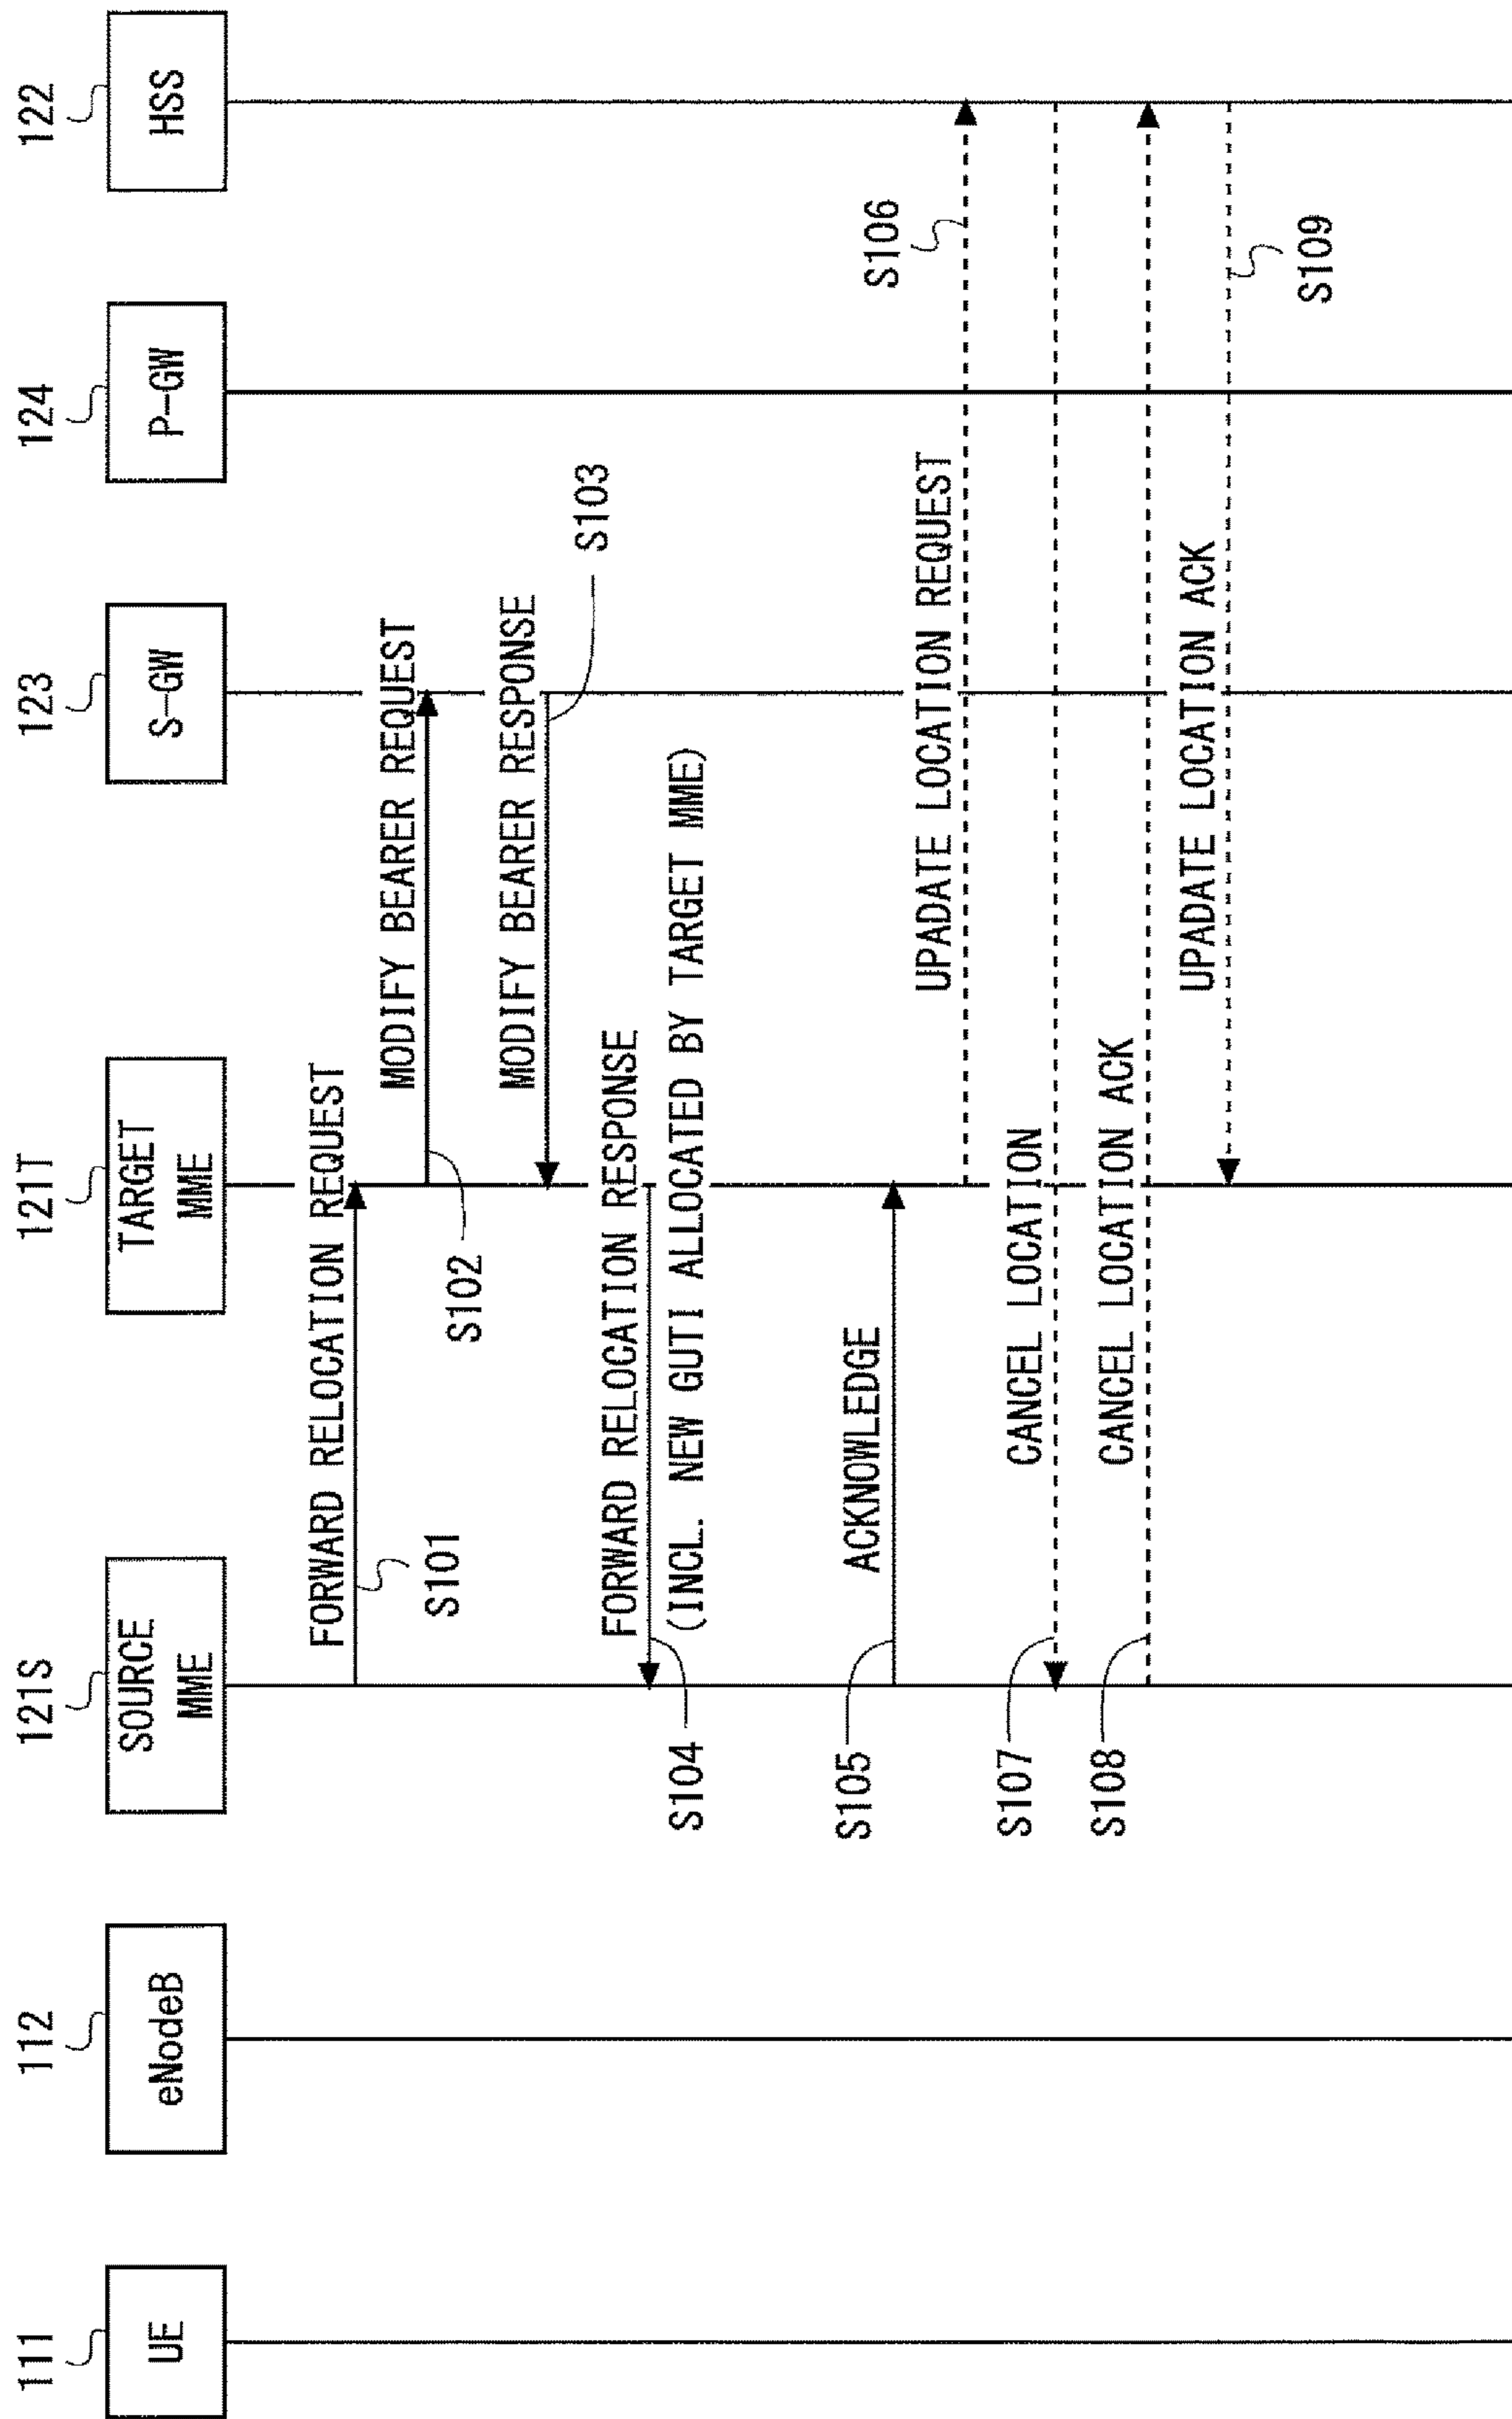 111
112
121S
121T
123
124
122
UE
eNodeB
SOURCE
MME
TARGET
MME
S-GW
P-GW
HSS
FORWARD RELOCATION REQUEST
S101
MODIFY BEARER REQUEST
S102
MODIFY BEARER RESPONSE
S103
FORWARD RELOCATION RESPONSE
(INCL. NEW GUTI ALLOCATED BY TARGET MME)
S104
ACKNOWLEDGE
S105
UPADATE LOCATION REQUEST
S106
CANCEL LOCATION
S107
CANCEL LOCATION ACK
S108
UPADATE LOCATION ACK
S109